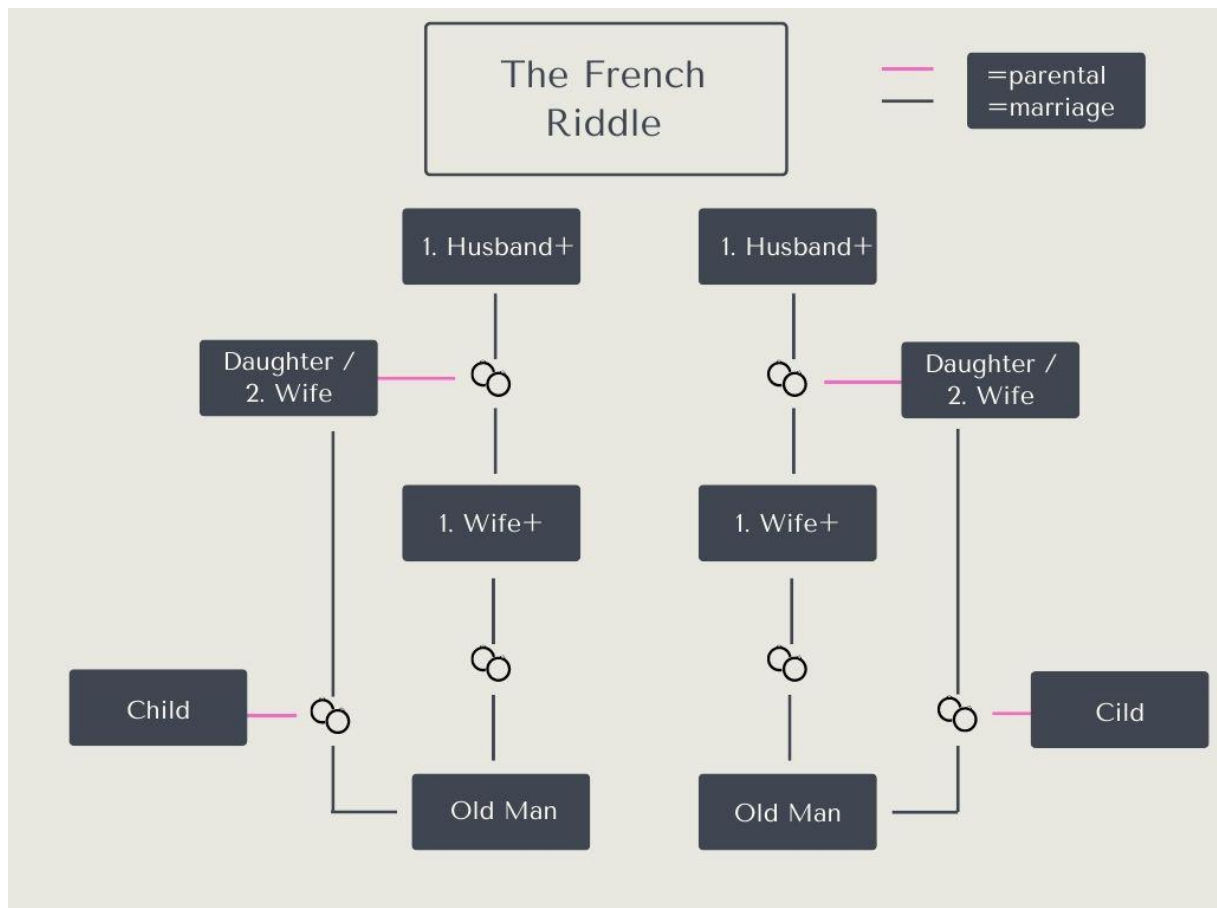 The French
Riddle
=parental
=marriage
1. Husband+
1. Husband+
Daughter /
2. Wife
Daughter /
2. Wife
1. Wife+
1. Wife+
Child
Cild
Old Man
Old Man